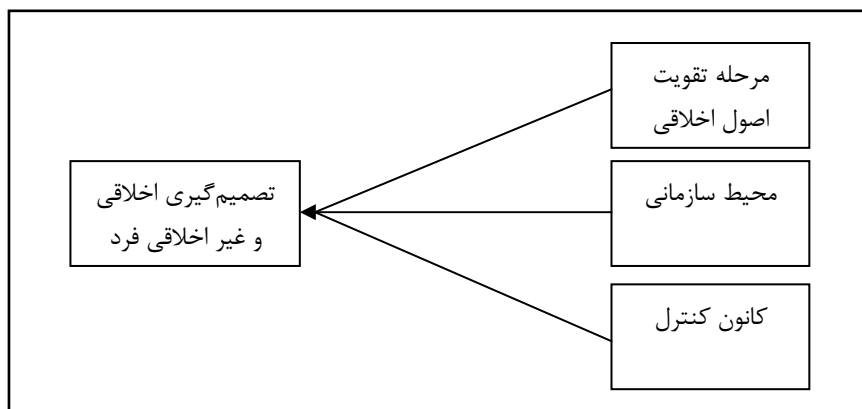 مرحله تقویت
اصول اخلاقی
محیط سازمانی
کانون کنترل
تصمیم‌گیری اخلاقی
و غیر اخلاقی فرد